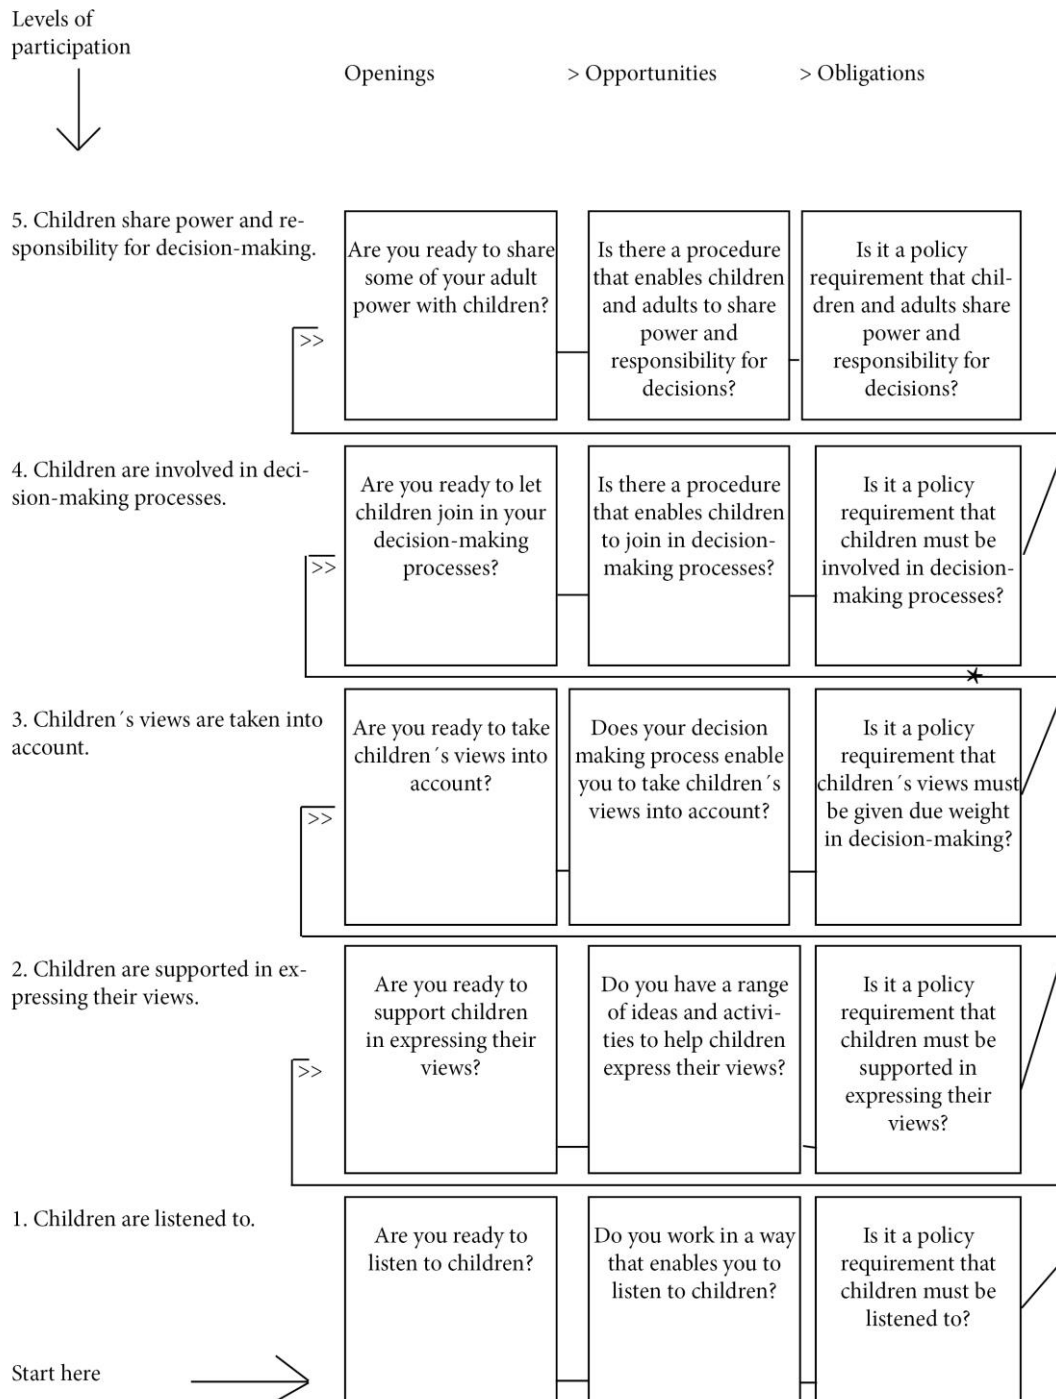 Levels of
participation
Openings > Opportunities > Obligations
5. Children share power and re-
sponsibility for decision-making.
Are you ready to share
some of your adult
power with children?
Is there a procedure
that enables children
and adults to share
power and
responsibility for
decisions?
Is it a policy
requirement that chil-
dren and adults share
power and
responsibility for
decisions?
>>
4. Children are involved in deci-
sion-making processes.
Are you ready to let
children join in your
decision-making
processes?
Is there a procedure
that enables children
to join in decision-
making processes?
Is it a policy
requirement that
children must be
involved in decision-
making processes?
>>
3. Children´s views are taken into
account.
Are you ready to take
children´s views into
account?
Does your decision
making process enable
you to take children´s
views into account?
Is it a policy
requirement that
children´s views must
be given due weight
in decision-making?
>>
2. Children are supported in ex-
pressing their views.
Are you ready to
support children
in expressing their
views?
Do you have a range
of ideas and activi-
ties to help children
express their views?
Is it a policy
requirement that
children must be
supported in
expressing their
views?
>>
1. Children are listened to.
Are you ready to
listen to children?
Do you work in a way
that enables you to
listen to children?
Is it a policy
requirement that
children must be
listened to?
Start here